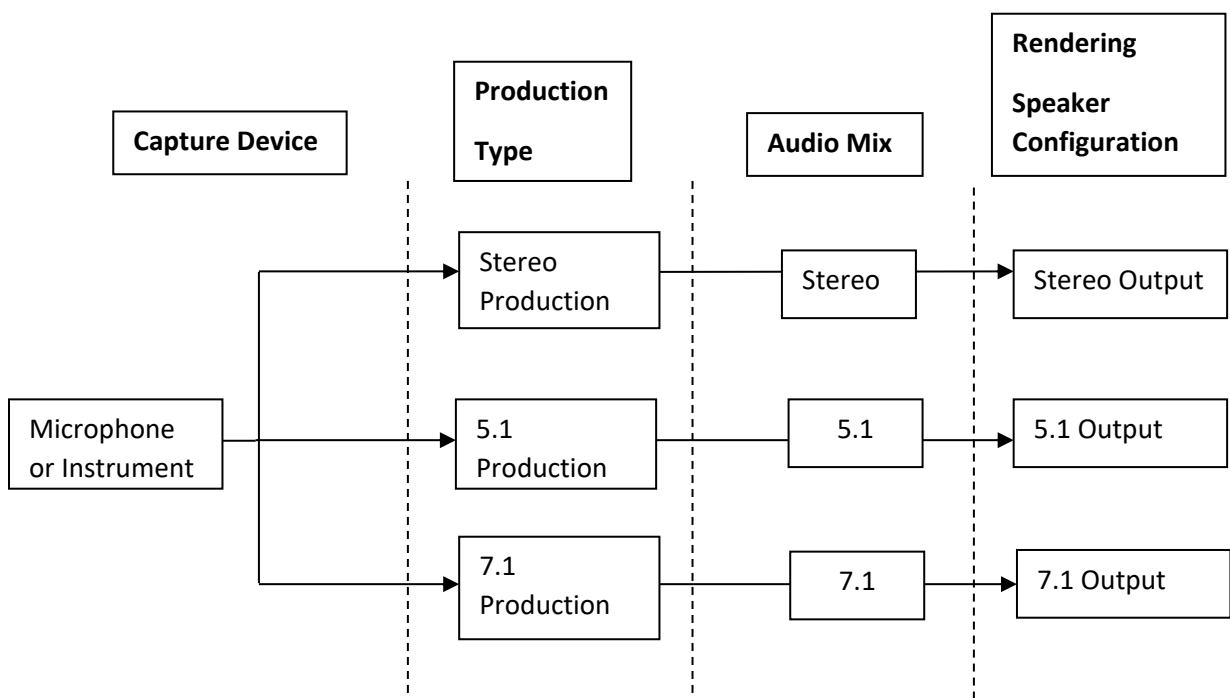 Capture Device
Production
Type
Audio Mix
Rendering
Speaker
Configuration
Microphone
or Instrument
Stereo
Production
Stereo
Stereo Output
5.1
Production
5.1
5.1 Output
7.1
Production
7.1
7.1 Output